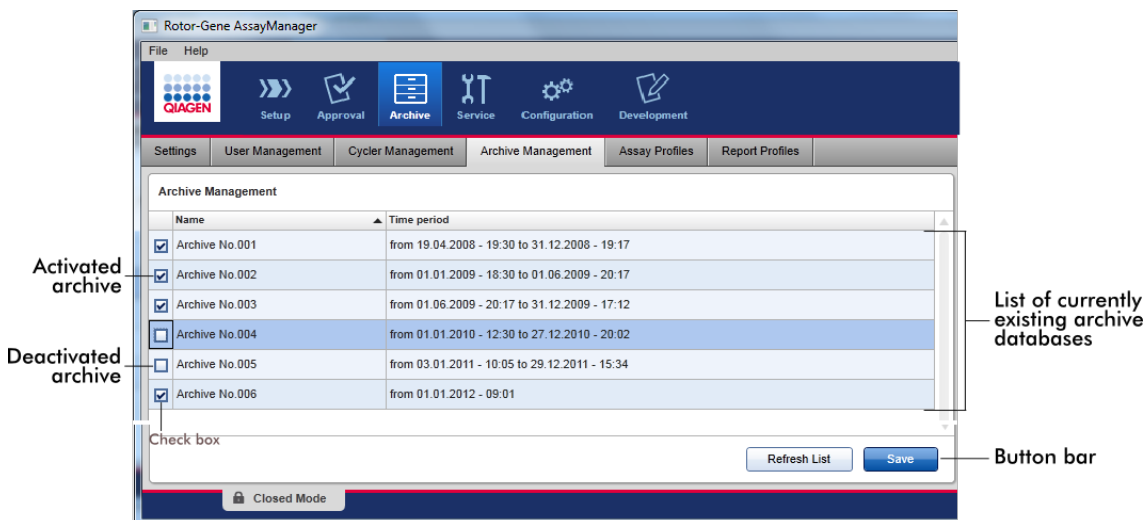 Rotor-Gene AssayManager
File Help
QIAGEN
Setup Approval Archive Service Configuration Development
Settings User Management Cycler Management Archive Management Assay Profiles Report Profiles
Archive Management
Name Time period
Archive No.001 from 19.04.2008 - 19:30 to 31.12.2008 - 19:17
Activated archive
Archive No.002 from 01.01.2009 - 18:30 to 01.06.2009 - 20:17
Archive No.003 from 01.06.2009 - 20:17 to 31.12.2009 - 17:12
List of currently existing archive databases
Archive No.004 from 01.01.2010 - 12:30 to 27.12.2010 - 20:02
Deactivated archive
Archive No.005 from 03.01.2011 - 10:05 to 29.12.2011 - 15:34
Archive No.006 from 01.01.2012 - 09:01
Check box
Refresh List Save
Button bar
Closed Mode